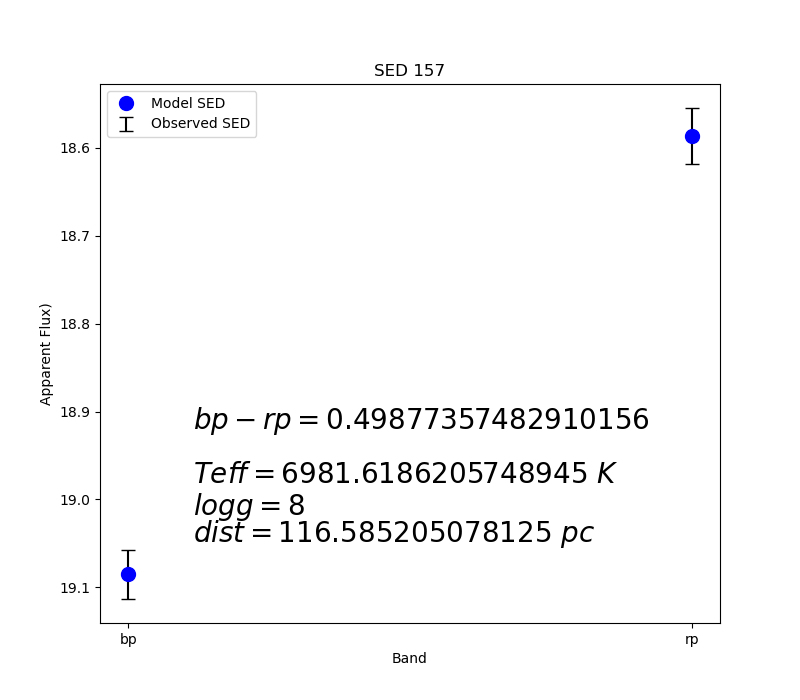 SED 157
Model SED
Observed SED
18.6
18.7
18.8
18.9
19.0
19.1
Apparent Flux)
bp − rp = 0.49877357482910156
Teff = 6981.6186205748945 K
logg = 8
dist = 116.585205078125 pc
bp
rp
Band